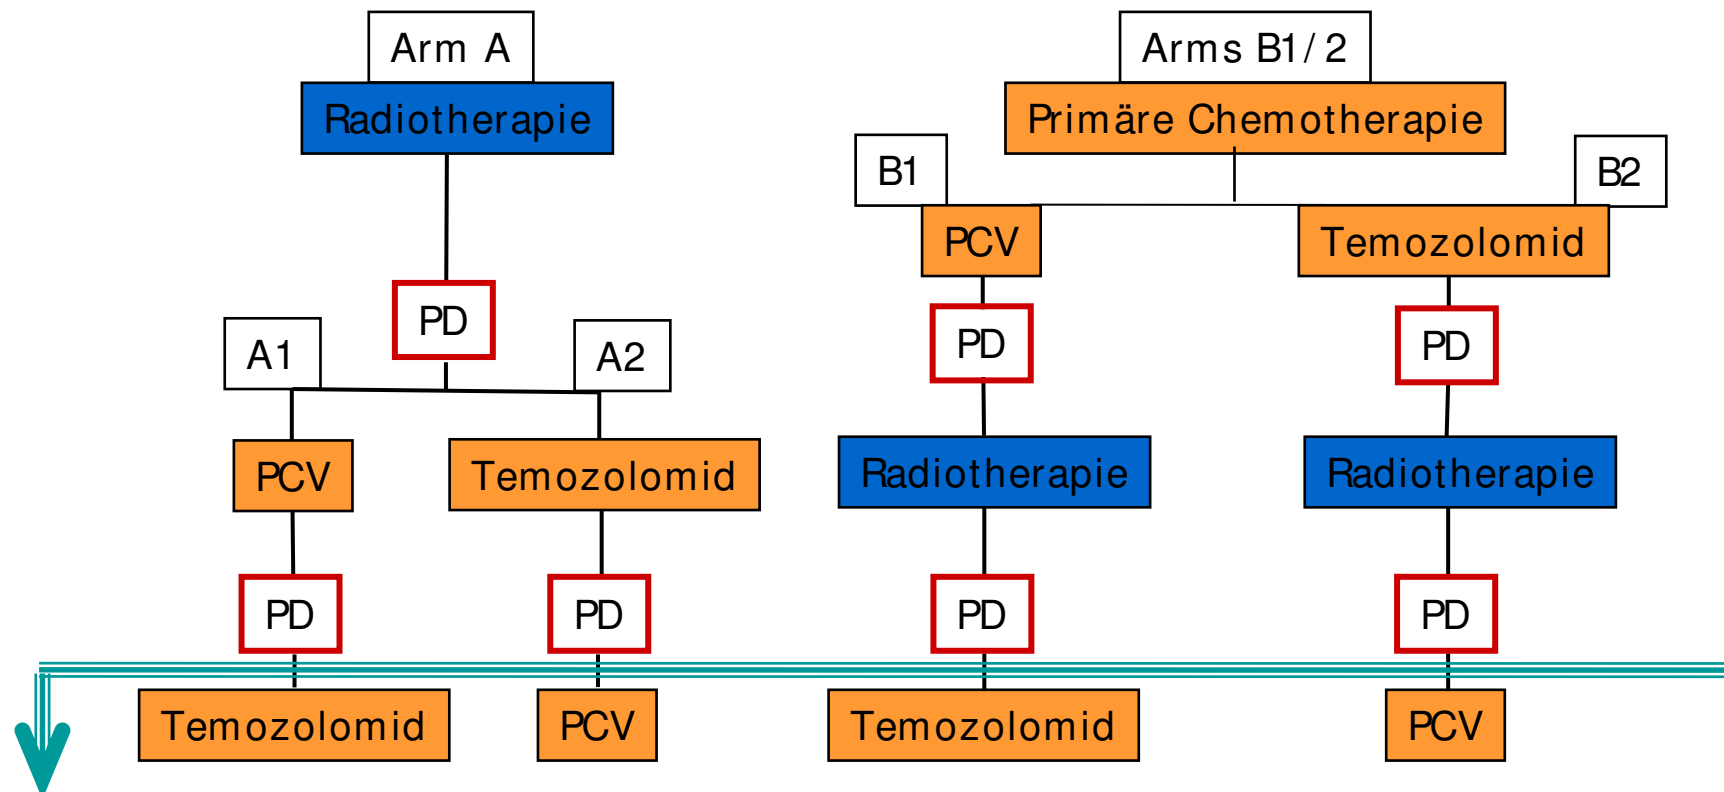 Arm A
Arms B1/2
Radiotherapie
Primäre Chemotherapie
B1
B2
PCV
Temozolomid
PD
PD
PD
A1
A2
PCV
Temozolomid
Radiotherapie
Radiotherapie
PD
PD
PD
PD
Temozolomid
PCV
Temozolomid
PCV